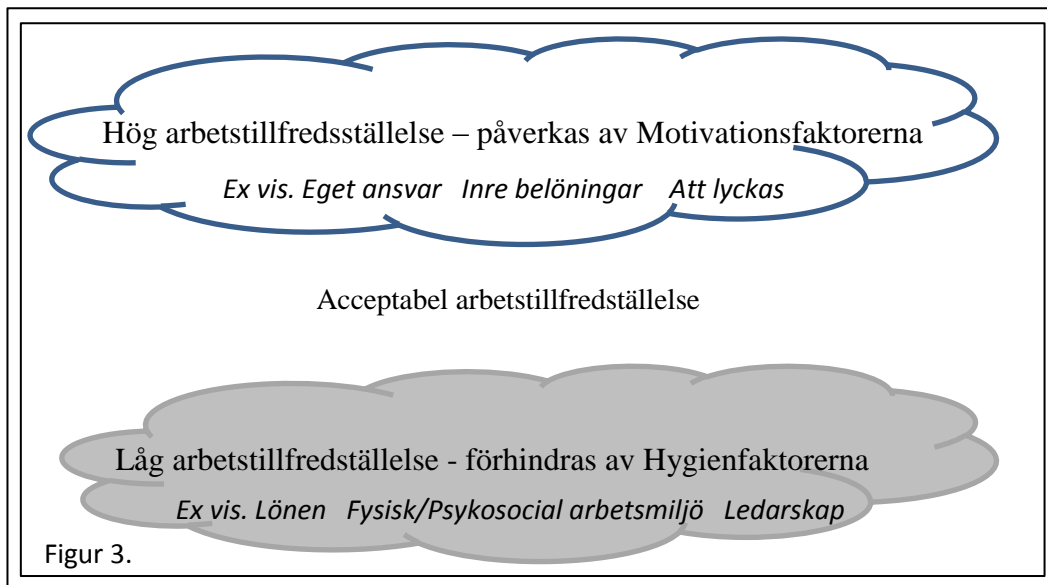 Hög arbetstillfredsställelse – påverkas av Motivationsfaktorerna
Ex vis. Eget ansvar Inre belöningar Att lyckas
Acceptabel arbetstillfredställelse
Låg arbetstillfredställelse - förhindras av Hygienfaktorerna
Ex vis. Lönen Fysisk/Psykosocial arbetsmiljö Ledarskap
Figur 3.